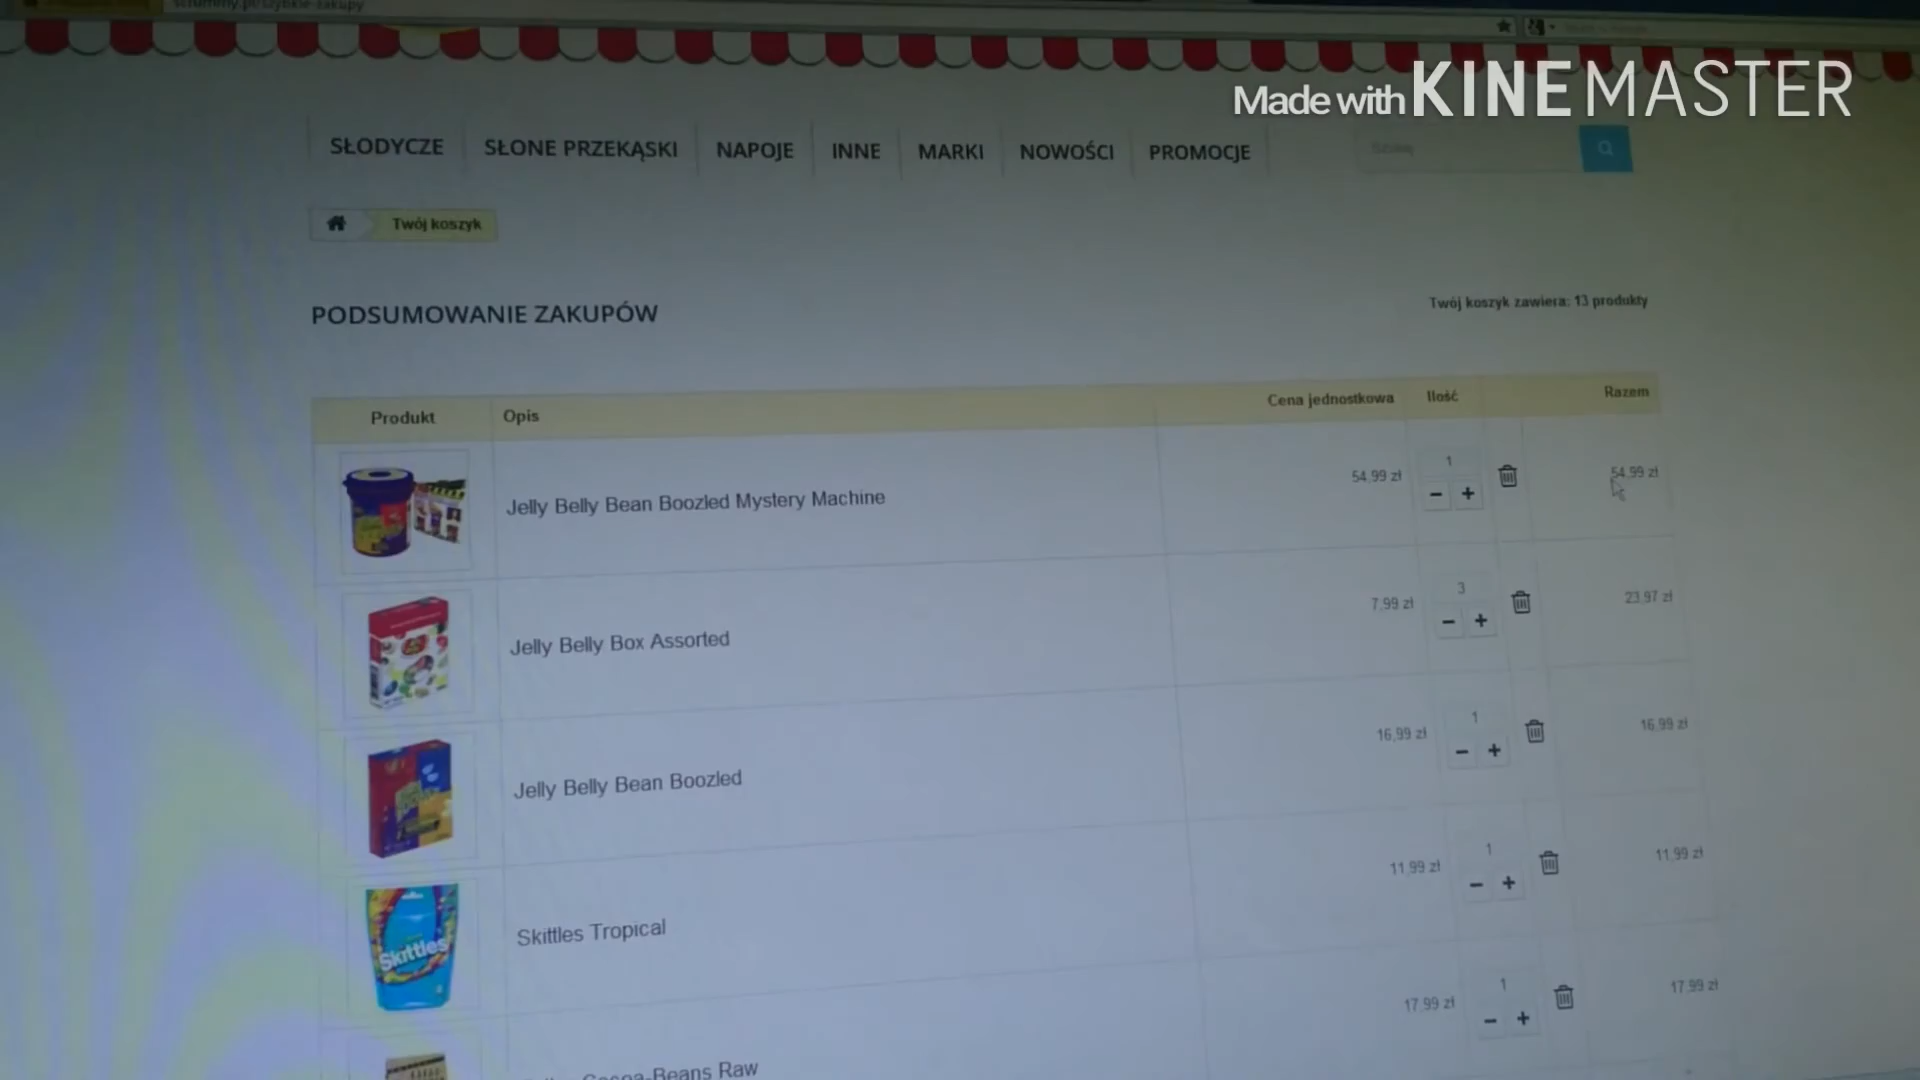 Made with KINEMASTER
SŁODYCZE SŁONE PRZEKĄSKI NAPOJE INNE MARKI NOWOŚCI PROMOCJE Szukaj
Twój koszyk
PODSUMOWANIE ZAKUPÓW
Twój koszyk zawiera: 13 produkty
Produkt Opis Cena jednostkowa Ilość Razem
Jelly Belly Bean Boozled Mystery Machine 54,99 zł 1 54,99 zł
Jelly Belly Box Assorted 7,99 zł 3 23,97 zł
Jelly Belly Bean Boozled 16,99 zł 1 16,99 zł
Skittles
Skittles Tropical 11,99 zł 1 11,99 zł
17,99 zł 1 17,99 zł
Cocoa-Beans Raw